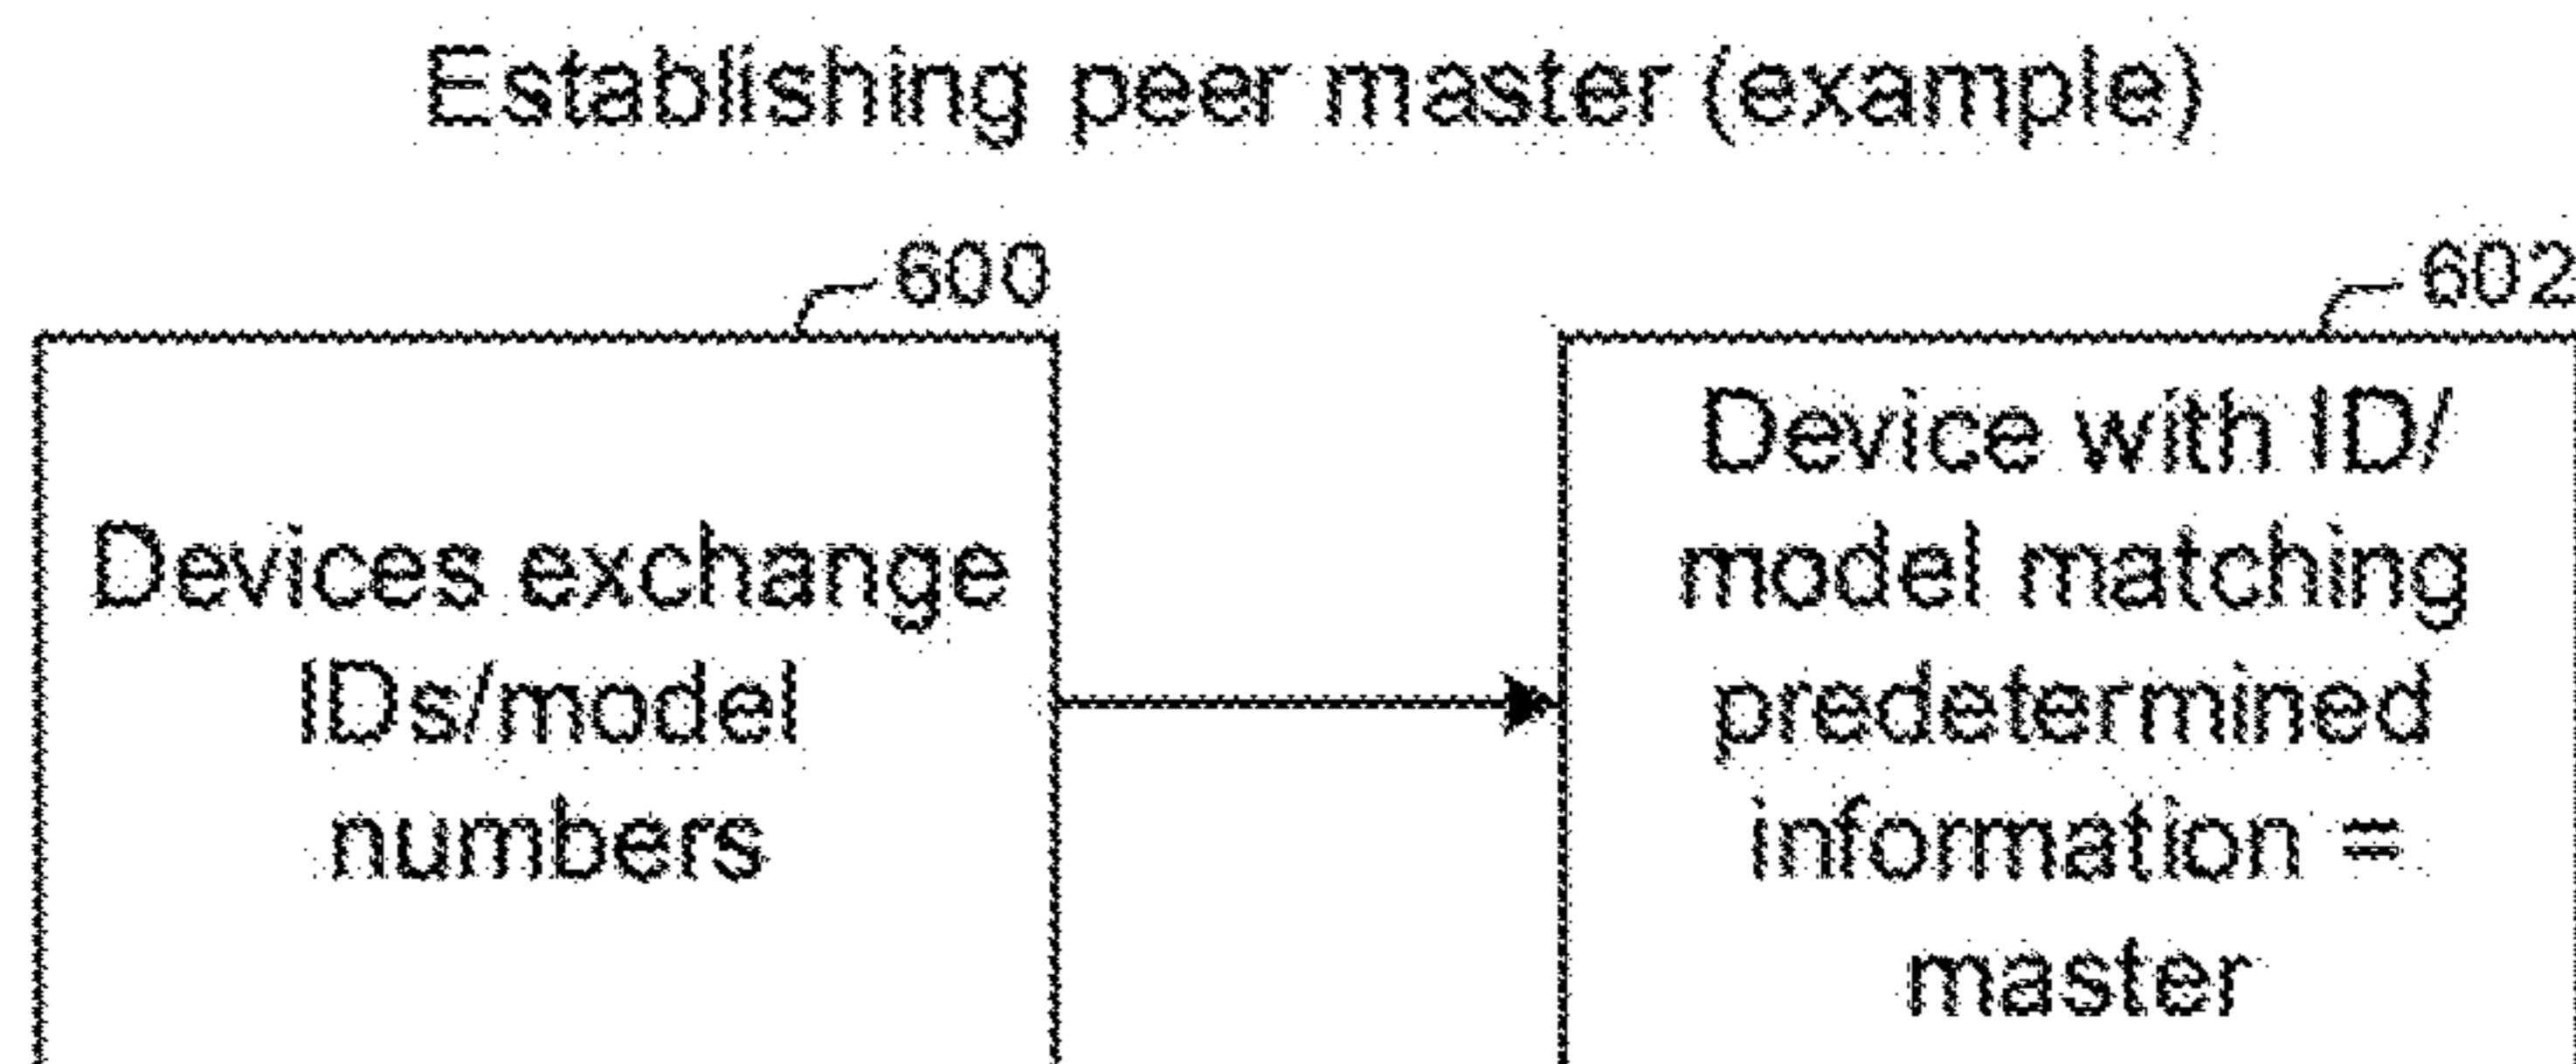 Establishing peer master (example)
600
Devices exchange
IDs/model
numbers
602
Device with ID/
model matching
predetermined
information =
master